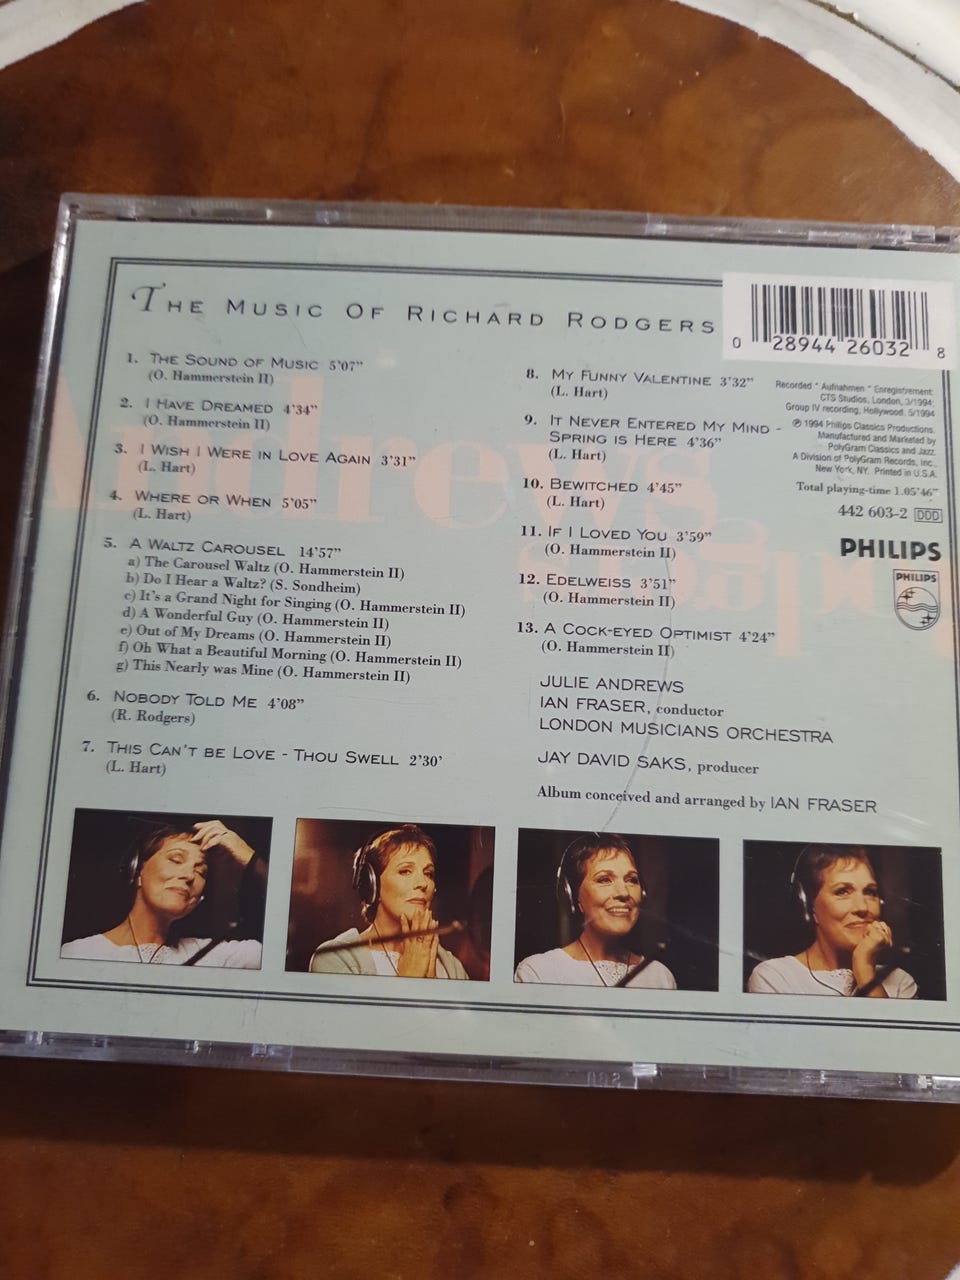 THE MUSIC OF RICHARD RODGERS
0 28944 26032 8
1. THE SOUND OF MUSIC 5'07"
(O. Hammerstein II)
2. I HAVE DREAMED 4'34"
(O. Hammerstein II)
3. I WISH I WERE IN LOVE AGAIN 3'31"
(L. Hart)
4. WHERE OR WHEN 5'05"
(L. Hart)
5. A WALTZ CAROUSEL 14'57"
a) The Carousel Waltz (O. Hammerstein II)
b) Do I Hear a Waltz? (S. Sondheim)
c) It's a Grand Night for Singing (O. Hammerstein II)
d) A Wonderful Guy (O. Hammerstein II)
e) Out of My Dreams (O. Hammerstein II)
f) Oh What a Beautiful Morning (O. Hammerstein II)
g) This Nearly was Mine (O. Hammerstein II)
6. NOBODY TOLD ME 4'08"
(R. Rodgers)
7. THIS CAN'T BE LOVE - THOU SWELL 2'30'
(L. Hart)
8. MY FUNNY VALENTINE 3'32"
(L. Hart)
9. IT NEVER ENTERED MY MIND -
SPRING IS HERE 4'36"
(L. Hart)
10. BEWITCHED 4'45"
(L. Hart)
11. IF I LOVED YOU 3'59"
(O. Hammerstein II)
12. EDELWEISS 3'51"
(O. Hammerstein II)
13. A COCK-EYED OPTIMIST 4'24"
(O. Hammerstein II)
JULIE ANDREWS
IAN FRASER, conductor
LONDON MUSICIANS ORCHESTRA
JAY DAVID SAKS, producer
Album conceived and arranged by IAN FRASER
Recorded * Aufnahmen * Enregistrement:
CTS Studios, London, 3/1994;
Group IV recording, Hollywood, 5/1994
℗ 1994 Philips Classics Productions.
Manufactured and Marketed by
PolyGram Classics and Jazz,
A Division of PolyGram Records, Inc.,
New York, NY. Printed in U.S.A.
Total playing-time 1.05'46"
442 603-2 DDD
PHILIPS
PHILIPS
Andrews